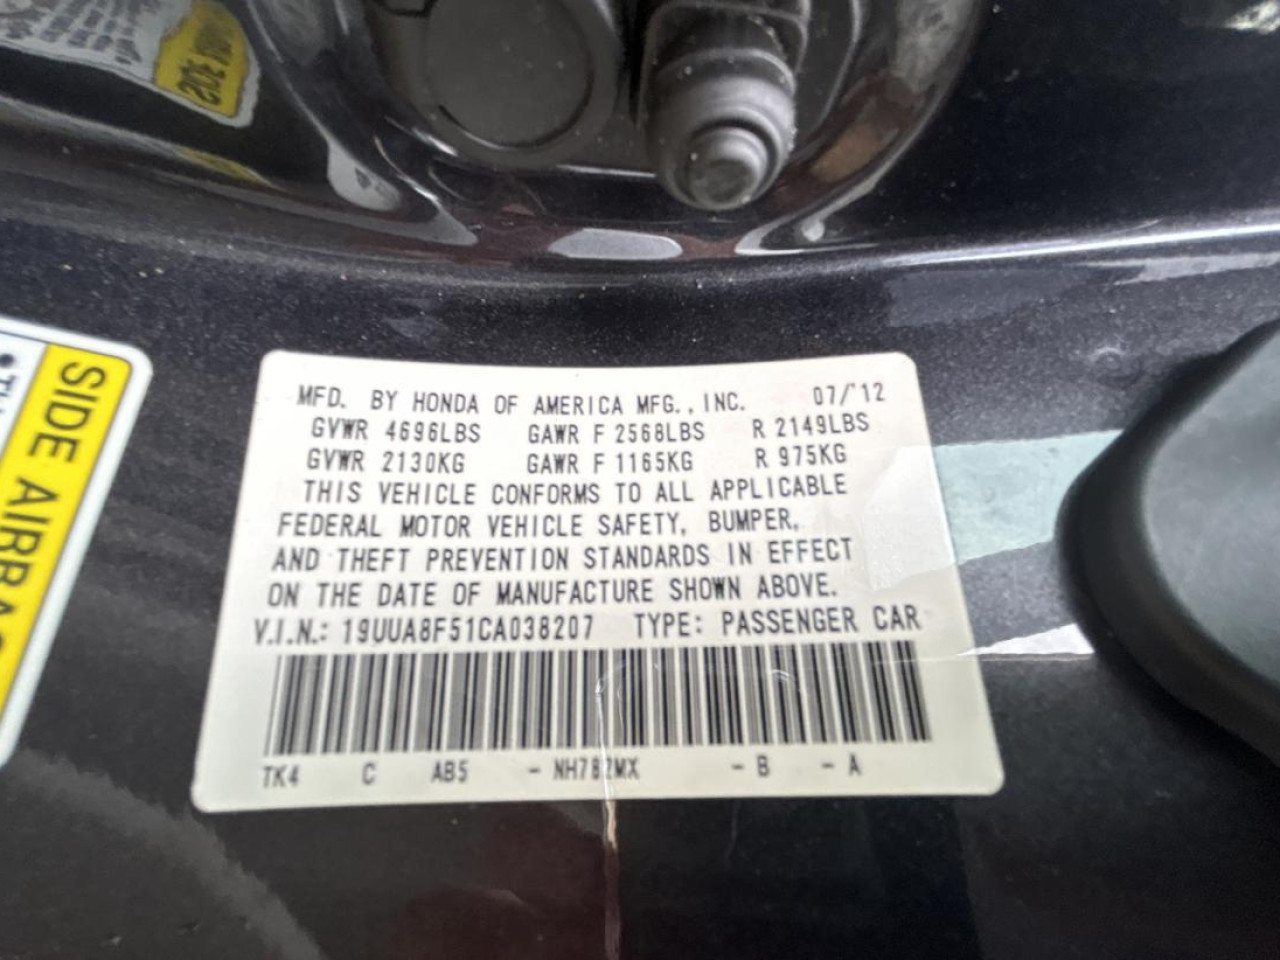 SIDE AIRBAG
MFD. BY HONDA OF AMERICA MFG., INC. 07/'12
GVWR 4696LBS GAWR F 2568LBS R 2149LBS
GVWR 2130KG GAWR F 1165KG R 975KG
THIS VEHICLE CONFORMS TO ALL APPLICABLE
FEDERAL MOTOR VEHICLE SAFETY, BUMPER,
AND THEFT PREVENTION STANDARDS IN EFFECT
ON THE DATE OF MANUFACTURE SHOWN ABOVE.
V.I.N.: 19UUA8F51CA038207 TYPE: PASSENGER CAR
TK4 C AB5 - NH782MX - B - A